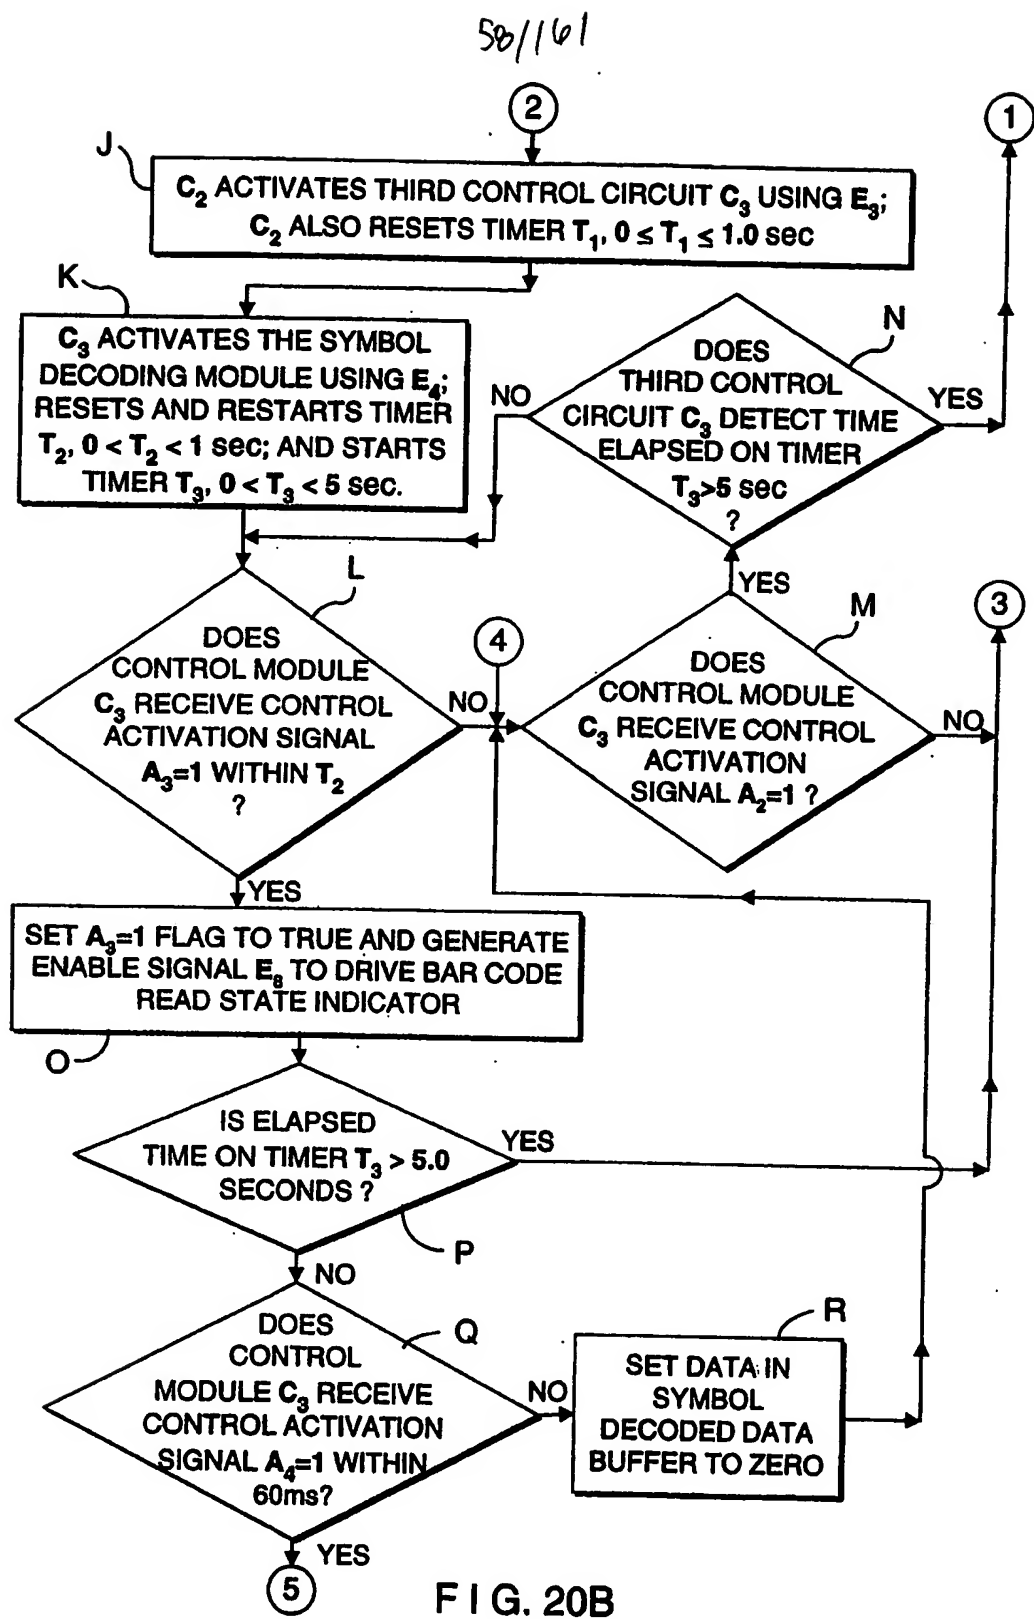 58/161
2
1
J
C2 ACTIVATES THIRD CONTROL CIRCUIT C3 USING E3;
C2 ALSO RESETS TIMER T1, 0 ≤ T1 ≤ 1.0 sec
K
C3 ACTIVATES THE SYMBOL
DECODING MODULE USING E4;
RESETS AND RESTARTS TIMER
T2, 0 < T2 < 1 sec; AND STARTS
TIMER T3, 0 < T3 < 5 sec.
N
DOES
THIRD CONTROL
CIRCUIT C3 DETECT TIME
ELAPSED ON TIMER
T3>5 sec
?
NO
YES
L
DOES
CONTROL MODULE
C3 RECEIVE CONTROL
ACTIVATION SIGNAL
A3=1 WITHIN T2
?
NO
YES
4
YES
M
DOES
CONTROL MODULE
C3 RECEIVE CONTROL
ACTIVATION
SIGNAL A2=1 ?
NO
3
SET A3=1 FLAG TO TRUE AND GENERATE
ENABLE SIGNAL E8 TO DRIVE BAR CODE
READ STATE INDICATOR
O
IS ELAPSED
TIME ON TIMER T3 > 5.0
SECONDS ?
YES
P
NO
DOES
CONTROL
MODULE C3 RECEIVE
CONTROL ACTIVATION
SIGNAL A4=1 WITHIN
60ms?
Q
NO
R
SET DATA IN
SYMBOL
DECODED DATA
BUFFER TO ZERO
YES
5
FIG. 20B